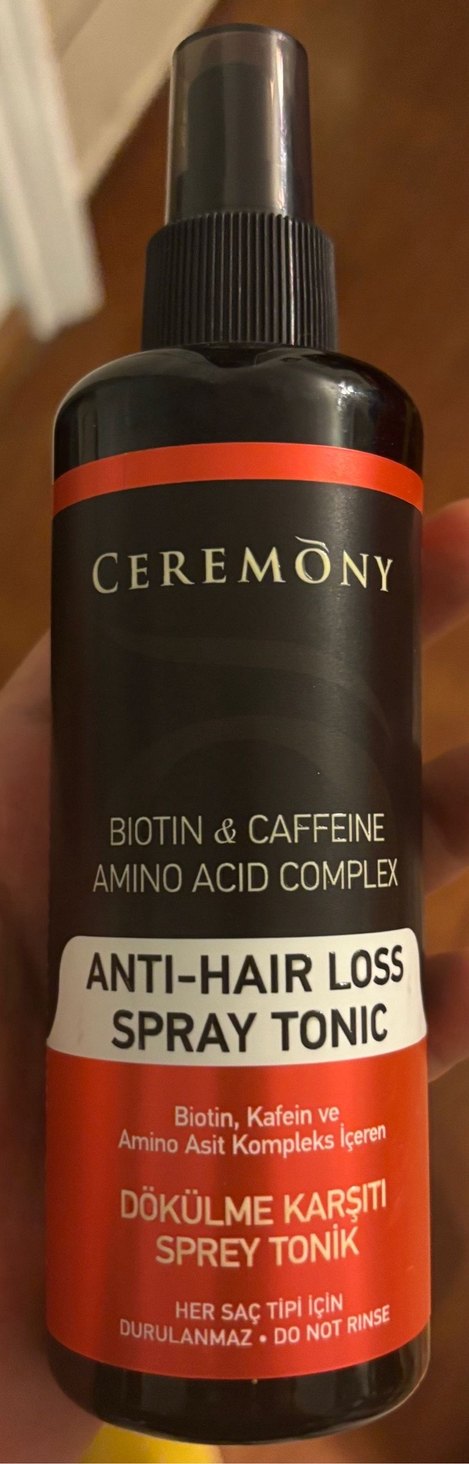 CEREMÒNY
BIOTIN & CAFFEINE
AMINO ACID COMPLEX
ANTI-HAIR LOSS
SPRAY TONIC
Biotin, Kafein ve
Amino Asit Kompleks İçeren
DÖKÜLME KARŞITI
SPREY TONİK
HER SAÇ TİPİ İÇİN
DURULANMAZ • DO NOT RINSE